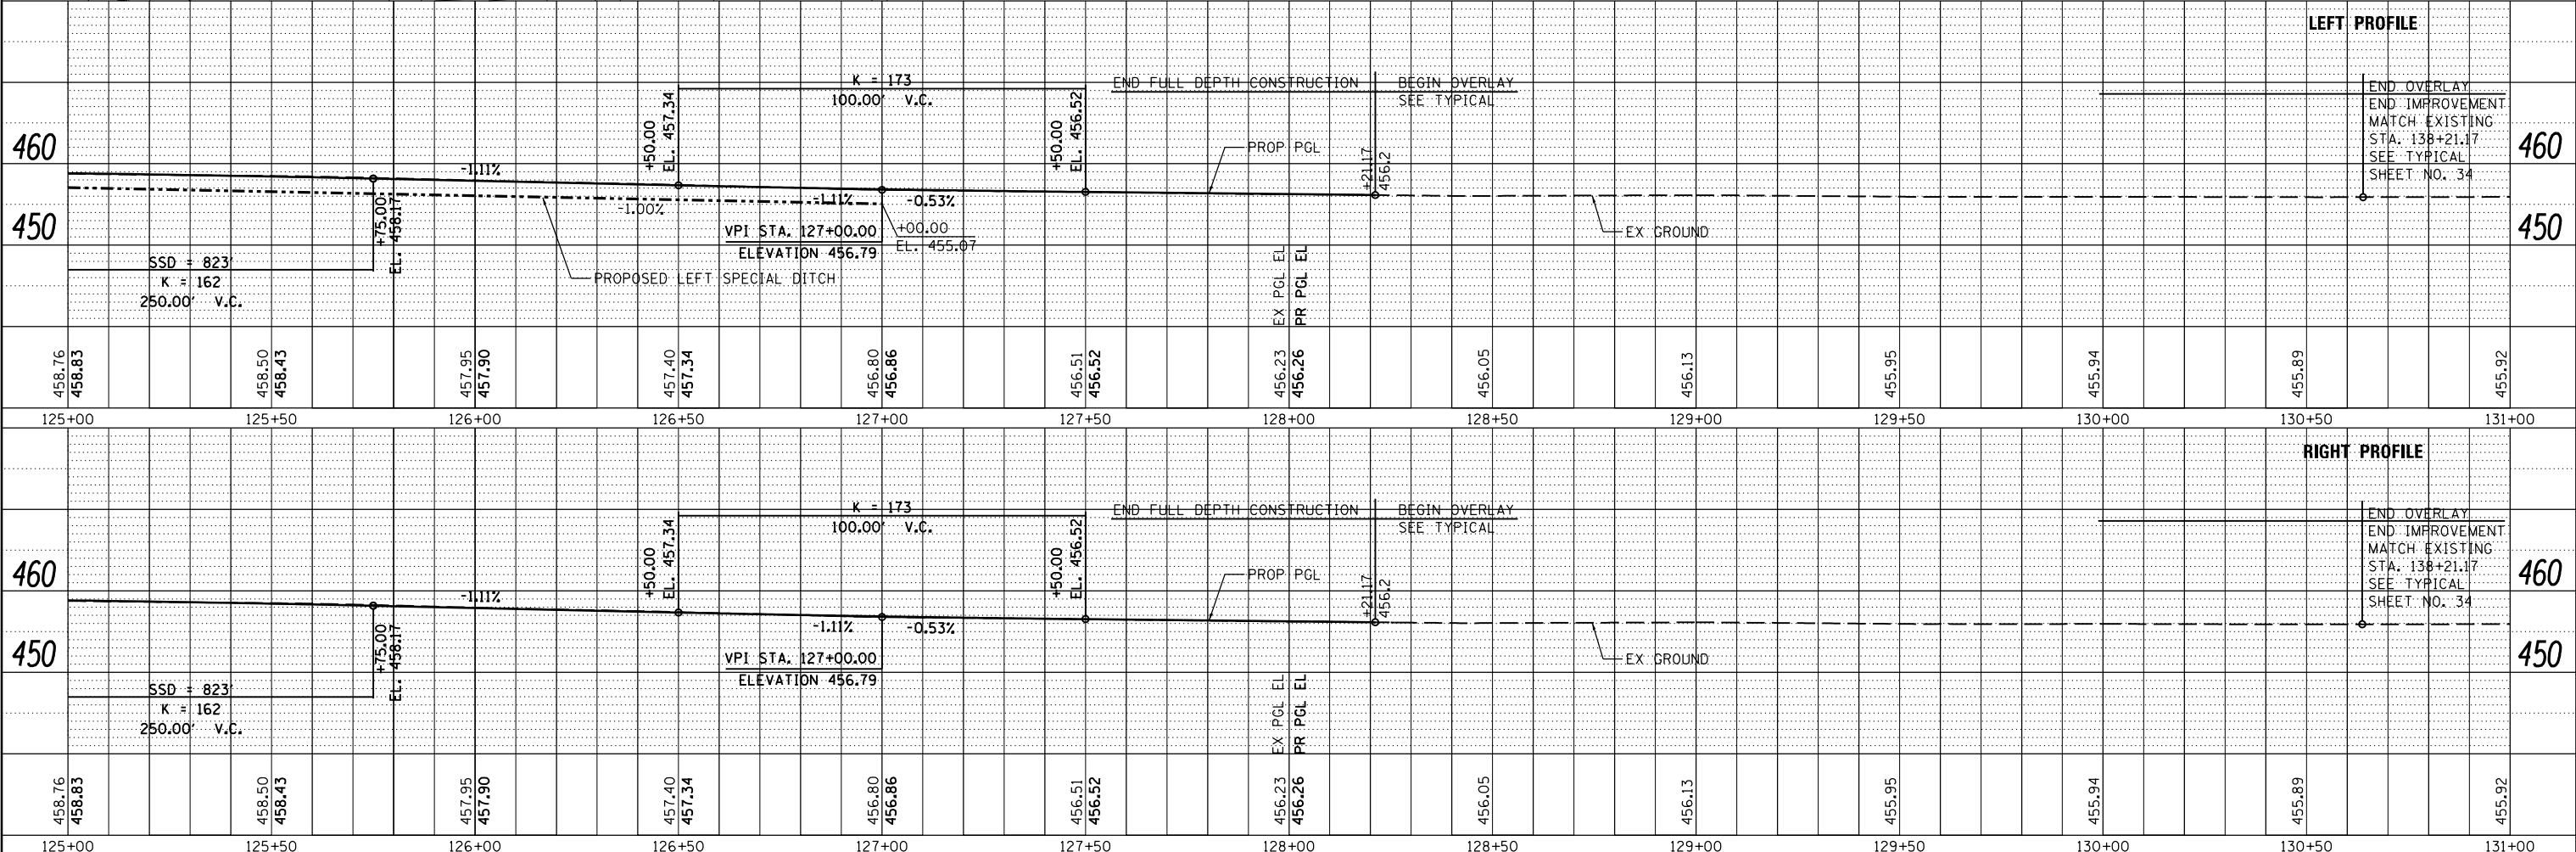 LEFT PROFILE
K = 173
100.00' V.C.
END FULL DEPTH CONSTRUCTION
BEGIN OVERLAY
SEE TYPICAL
END OVERLAY
END IMPROVEMENT
MATCH EXISTING
STA. 138+21.17
SEE TYPICAL
SHEET NO. 34
+50.00
EL. 457.34
+50.00
EL. 456.52
PROP PGL
+21.17
456.2
460
460
-1.11%
-1.00%
-1.11%
-0.53%
+75.00
EL. 458.17
450
450
VPI STA. 127+00.00
ELEVATION 456.79
+00.00
EL. 455.07
EX GROUND
SSD = 823'
K = 162
250.00' V.C.
PROPOSED LEFT SPECIAL DITCH
EX PGL EL
PR PGL EL
458.76
458.83
458.50
458.43
457.95
457.90
457.40
457.34
456.80
456.86
456.51
456.52
456.23
456.26
456.05
456.13
455.95
455.94
455.89
455.92
125+00 125+50 126+00 126+50 127+00 127+50 128+00 128+50 129+00 129+50 130+00 130+50 131+00
RIGHT PROFILE
K = 173
100.00' V.C.
END FULL DEPTH CONSTRUCTION
BEGIN OVERLAY
SEE TYPICAL
END OVERLAY
END IMPROVEMENT
MATCH EXISTING
STA. 138+21.17
SEE TYPICAL
SHEET NO. 34
+50.00
EL. 457.34
+50.00
EL. 456.52
PROP PGL
+21.17
456.2
460
460
-1.11%
-1.11%
-0.53%
+75.00
EL. 458.17
450
450
VPI STA. 127+00.00
ELEVATION 456.79
EX GROUND
SSD = 823'
K = 162
250.00' V.C.
EX PGL EL
PR PGL EL
458.76
458.83
458.50
458.43
457.95
457.90
457.40
457.34
456.80
456.86
456.51
456.52
456.23
456.26
456.05
456.13
455.95
455.94
455.89
455.92
125+00 125+50 126+00 126+50 127+00 127+50 128+00 128+50 129+00 129+50 130+00 130+50 131+00